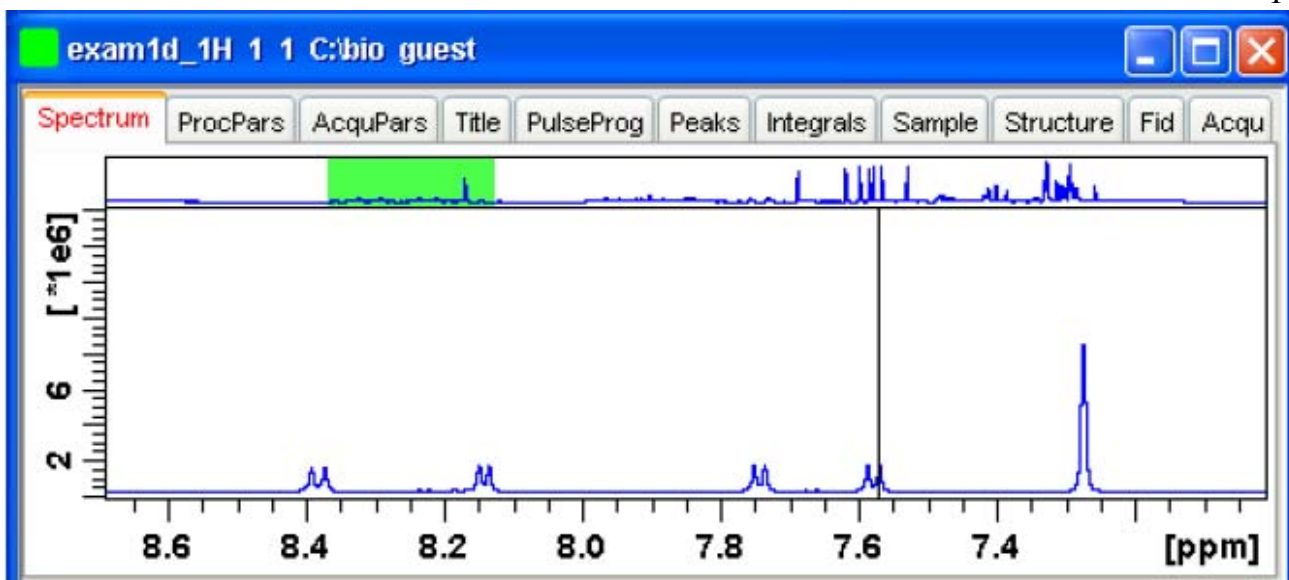 exam1d_1H 1 1 C:\bio guest
Spectrum ProcPars AcquPars Title PulseProg Peaks Integrals Sample Structure Fid Acqu
[ *1e6]
6
2
8.6 8.4 8.2 8.0 7.8 7.6 7.4 [ppm]